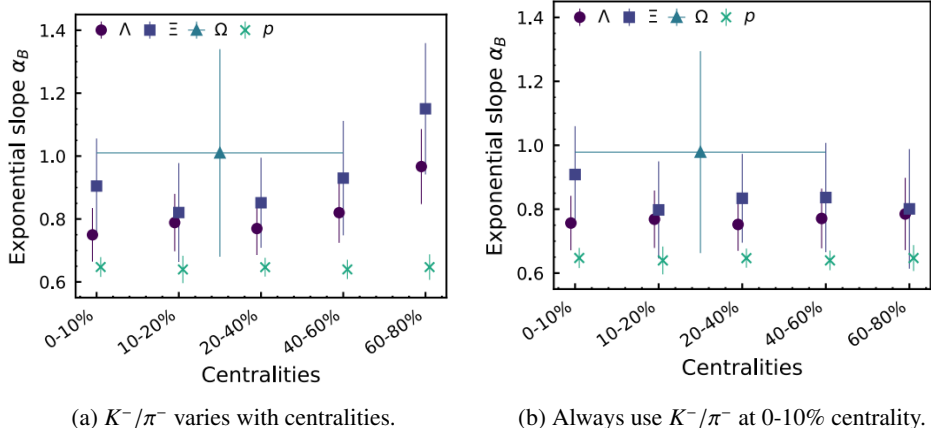 Λ Ξ Ω p
Exponential slope α_B
1.4
1.2
1.0
0.8
0.6
0-10%
10-20%
20-40%
40-60%
60-80%
Centralities
(a) K⁻/π⁻ varies with centralities.
Λ Ξ Ω p
Exponential slope α_B
1.4
1.2
1.0
0.8
0.6
0-10%
10-20%
20-40%
40-60%
60-80%
Centralities
(b) Always use K⁻/π⁻ at 0-10% centrality.